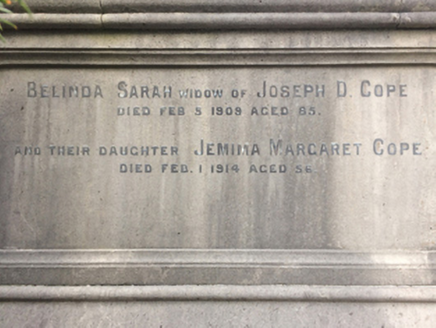 BELINDA SARAH WIDOW OF JOSEPH D. COPE
DIED FEB 5 1909 AGED 85.
AND THEIR DAUGHTER JEMIMA MARGARET COPE
DIED FEB. 1 1914 AGED 56